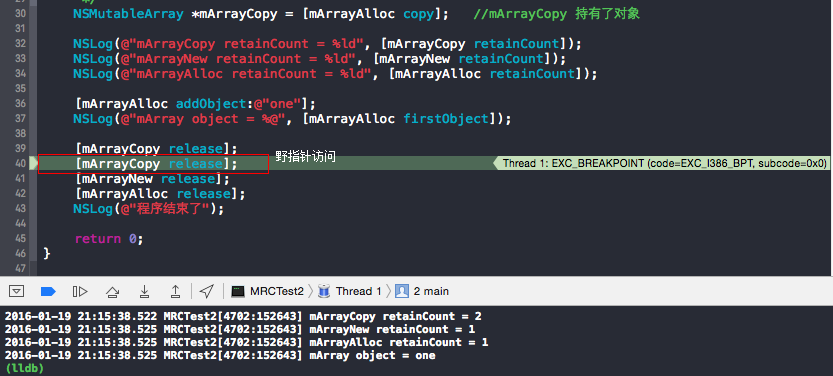 */
30 NSMutableArray *mArrayCopy = [mArrayAlloc copy]; //mArrayCopy 持有了对象
31
32 NSLog(@"mArrayCopy retainCount = %ld", [mArrayCopy retainCount]);
33 NSLog(@"mArrayNew retainCount = %ld", [mArrayNew retainCount]);
34 NSLog(@"mArrayAlloc retainCount = %ld", [mArrayAlloc retainCount]);
35
36 [mArrayAlloc addObject:@"one"];
37 NSLog(@"mArray object = %@", [mArrayAlloc firstObject]);
38
39 [mArrayCopy release];
40 [mArrayCopy release]; 野指针访问 Thread 1: EXC_BREAKPOINT (code=EXC_I386_BPT, subcode=0x0)
41 [mArrayNew release];
42 [mArrayAlloc release];
43 NSLog(@"程序结束了");
44
45 return 0;
46 }
47
MRCTest2 Thread 1 2 main
2016-01-19 21:15:38.522 MRCTest2[4702:152643] mArrayCopy retainCount = 2
2016-01-19 21:15:38.525 MRCTest2[4702:152643] mArrayNew retainCount = 1
2016-01-19 21:15:38.525 MRCTest2[4702:152643] mArrayAlloc retainCount = 1
2016-01-19 21:15:38.525 MRCTest2[4702:152643] mArray object = one
(lldb)